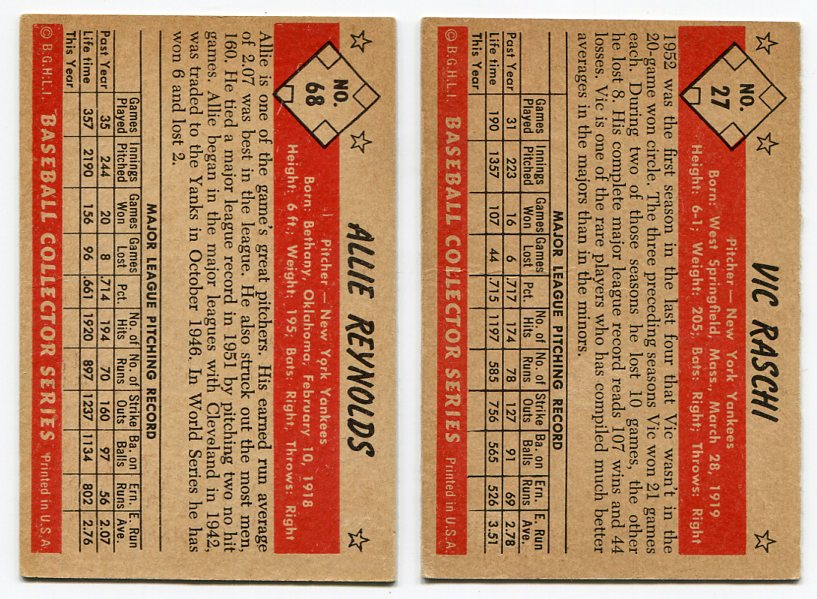 NO.
68
ALLIE REYNOLDS
Pitcher — New York Yankees
Born: Bethany, Oklahoma, February 10, 1918
Height: 6 ft.; Weight: 195; Bats: Right; Throws: Right
Allie is one of the game's great pitchers. His earned run average
of 2.07 was best in the league. He also struck out the most men,
160. He tied a major league record in 1951 by pitching two no hit
games. Allie began in the major leagues with Cleveland in 1942,
was traded to the Yanks in October 1946. In World Series he has
won 6 and lost 2.
MAJOR LEAGUE PITCHING RECORD
Games Played Innings Pitched Games Won Games Lost Pct. No. of Hits No. of Runs Strike Outs Ba. on Balls Ern. Runs E. Run Ave.
Past Year 35 244 20 8 .714 194 70 160 97 56 2.07
Life time 357 2190 156 96 .661 1920 897 1237 1134 802 2.76
This Year
© B.G.H.L.I. BASEBALL COLLECTOR SERIES Printed in U.S.A.
NO.
27
VIC RASCHI
Pitcher — New York Yankees
Born: West Springfield, Mass., March 28, 1919
Height: 6-1; Weight: 205; Bats: Right; Throws: Right
1952 was the first season in the last four that Vic wasn't in the
20-game won circle. The three preceding seasons Vic won 21 games
each. During two of those seasons he lost 10 games, the other
he lost 8. His complete major league record reads 107 wins and 44
losses. Vic is one of the rare players who has compiled much better
averages in the majors than in the minors.
MAJOR LEAGUE PITCHING RECORD
Games Played Innings Pitched Games Won Games Lost Pct. No. of Hits No. of Runs Strike Outs Ba. on Balls Ern. Runs E. Run Ave.
Past Year 31 223 16 6 .717 174 78 127 91 69 2.78
Life time 190 1357 107 44 .715 1197 585 756 565 526 3.51
This Year
© B.G.H.L.I. BASEBALL COLLECTOR SERIES Printed in U.S.A.